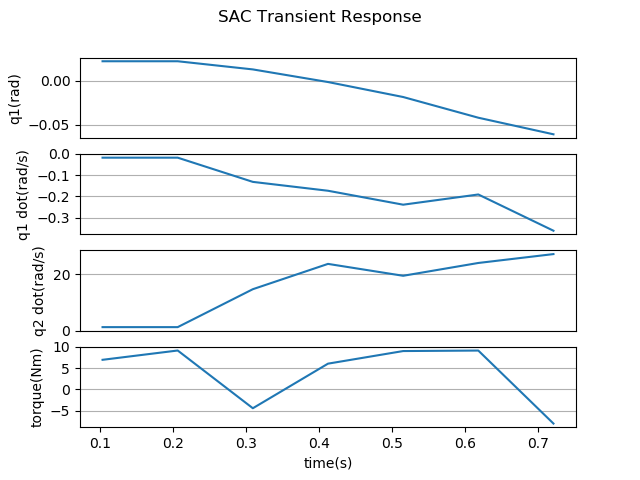 SAC Transient Response
q1(rad)
0.00
−0.05
q1 dot(rad/s)
0.0
−0.1
−0.2
−0.3
q2 dot(rad/s)
20
0
torque(Nm)
10
5
0
−5
0.1 0.2 0.3 0.4 0.5 0.6 0.7
time(s)